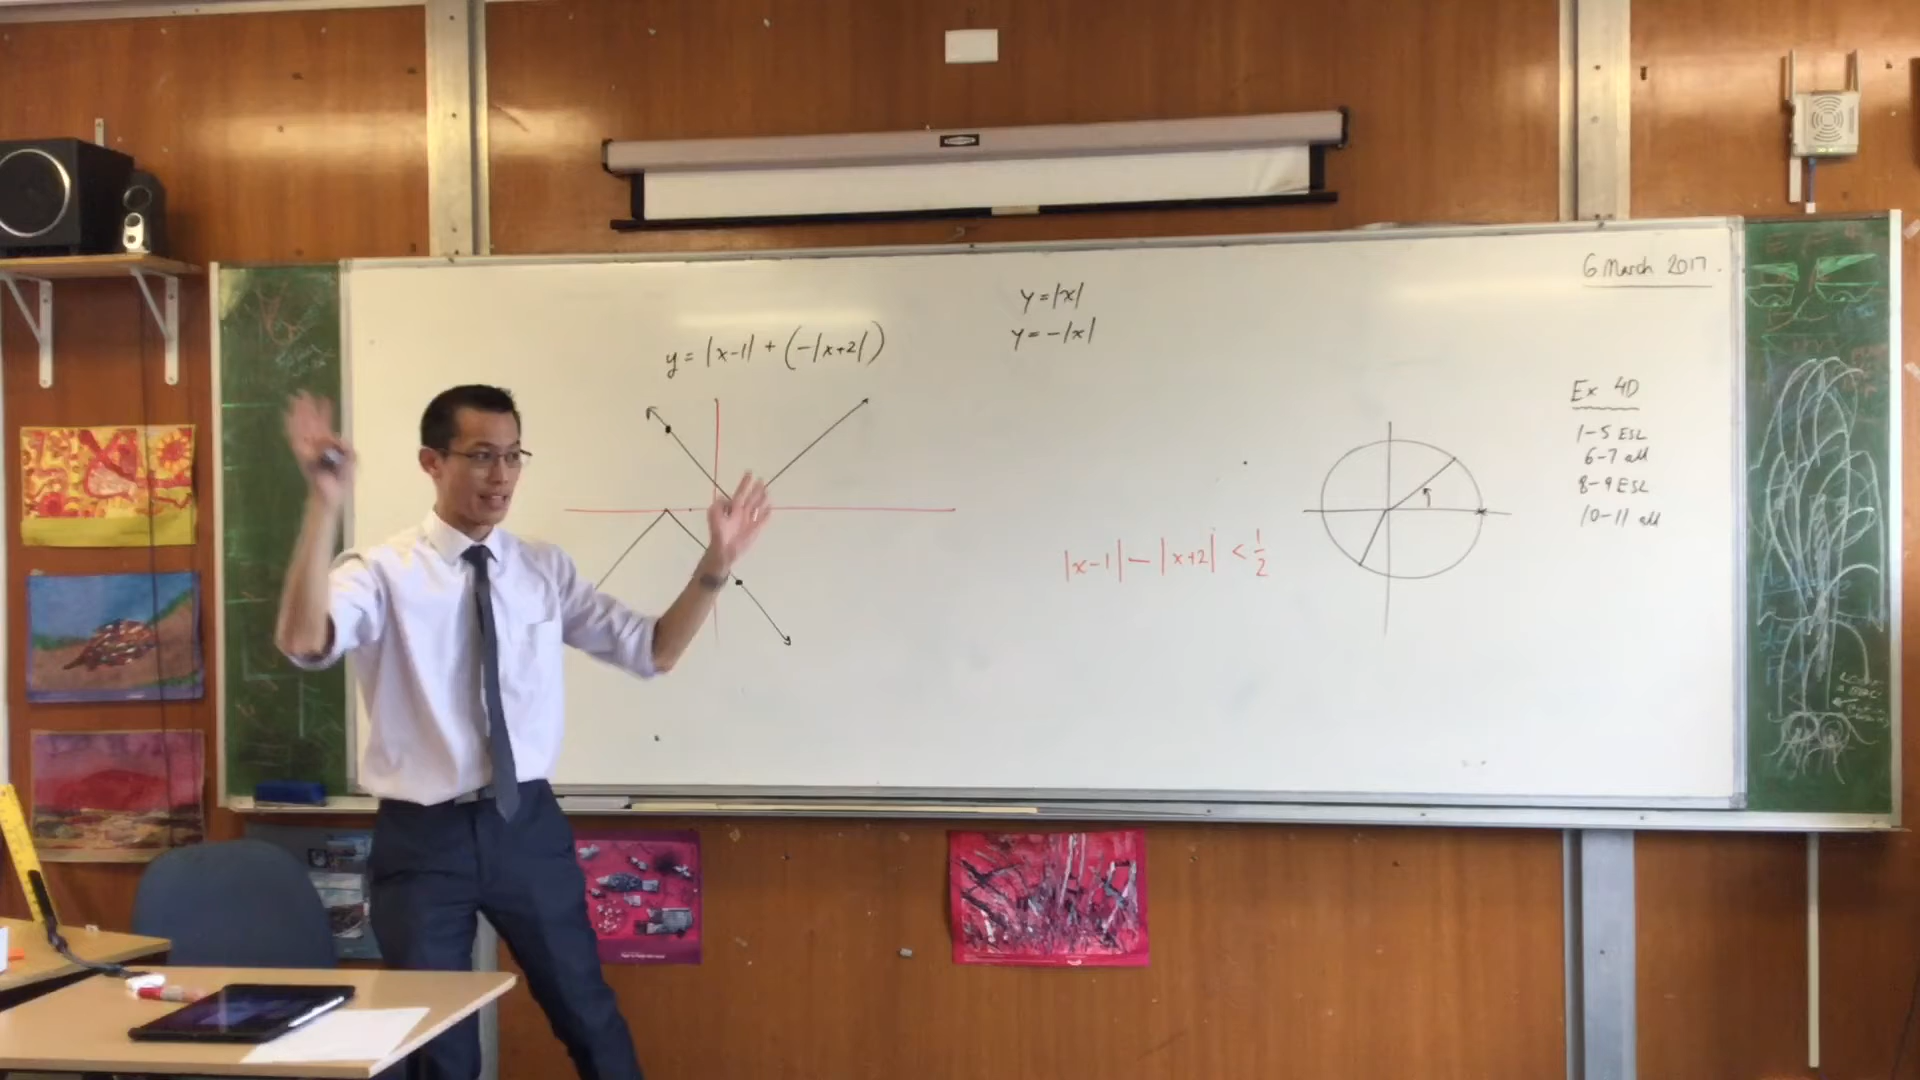 6 March 2017.
y = |x|
y = -|x|
y = |x-1| + (-|x+2|)
Ex 4D
1-5 ESL
6-7 all
8-9 ESL
10-11 all
|x-1| - |x+2| < 1/2